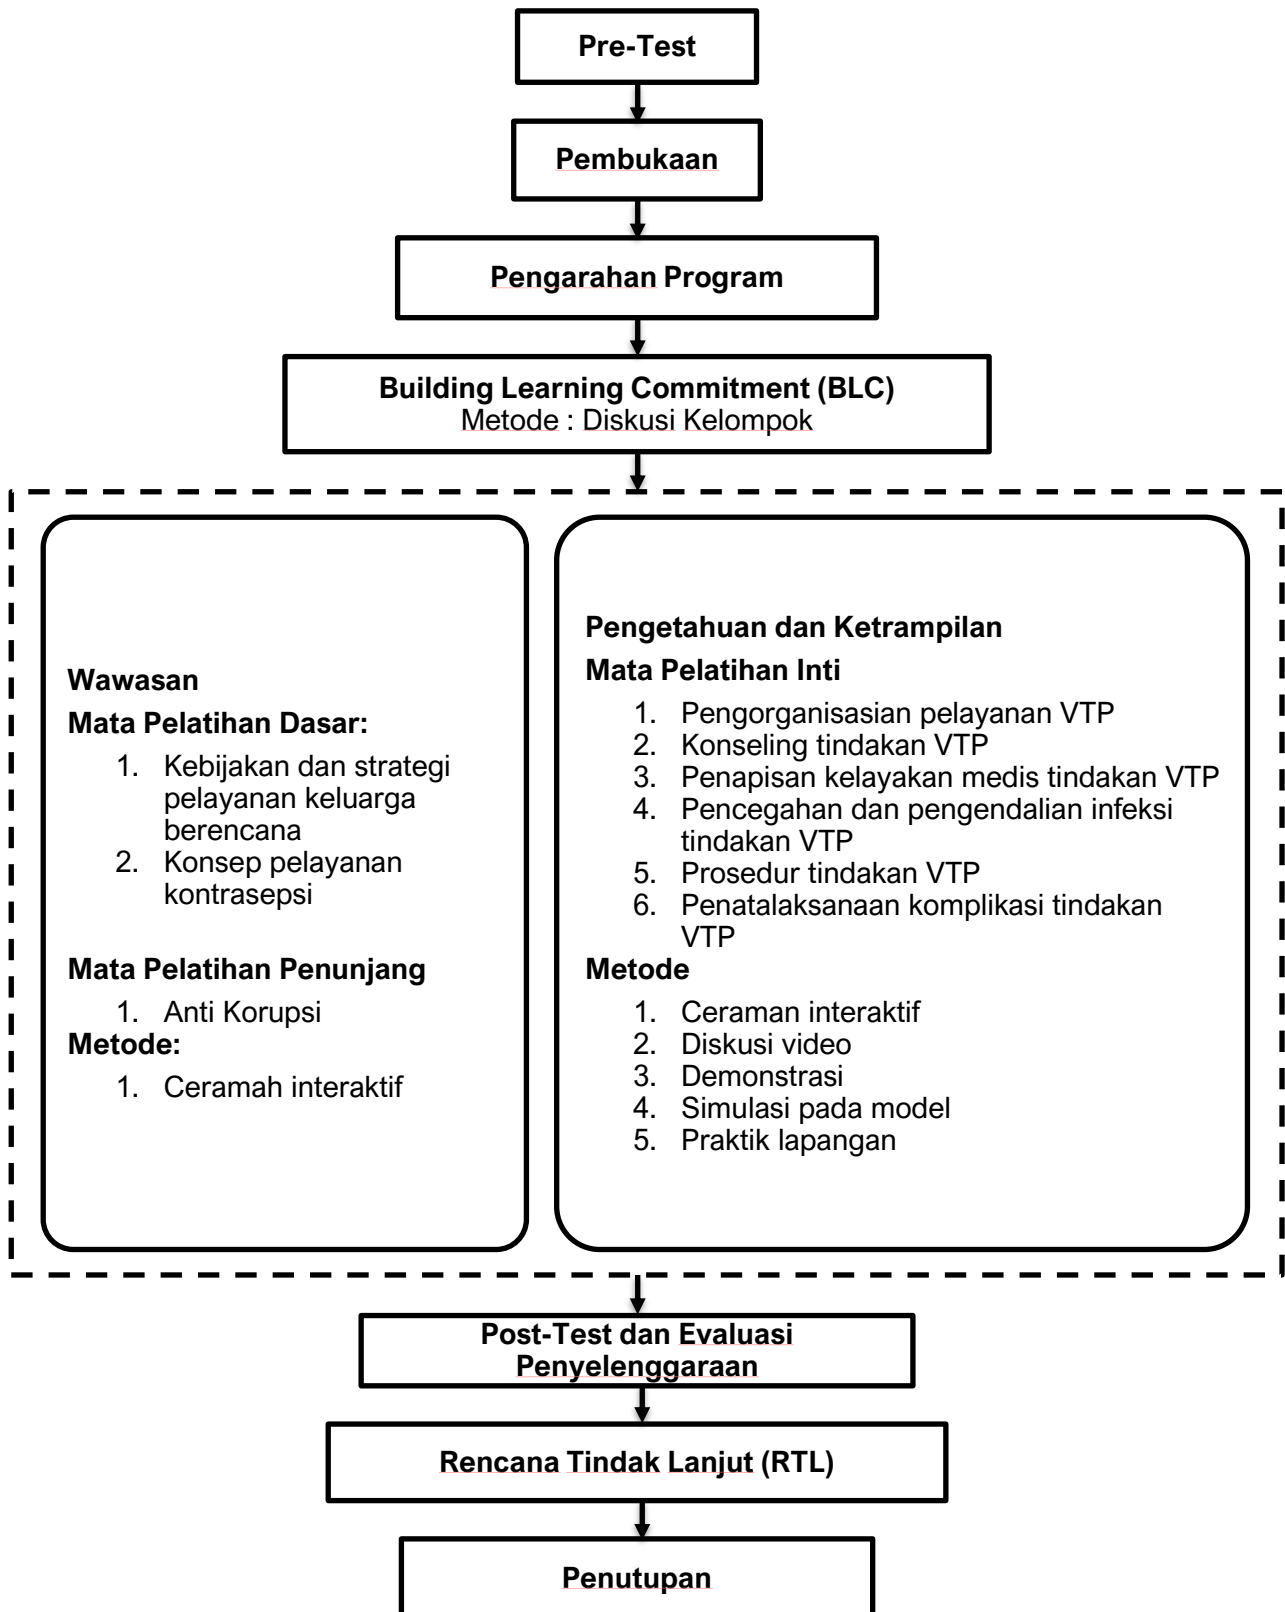 Pre-Test
Pembukaan
Pengarahan Program
Building Learning Commitment (BLC)
Metode : Diskusi Kelompok
Wawasan
Mata Pelatihan Dasar:
1. Kebijakan dan strategi
pelayanan keluarga
berencana
2. Konsep pelayanan
kontrasepsi
Mata Pelatihan Penunjang
1. Anti Korupsi
Metode:
1. Ceramah interaktif
Pengetahuan dan Ketrampilan
Mata Pelatihan Inti
1. Pengorganisasian pelayanan VTP
2. Konseling tindakan VTP
3. Penapisan kelayakan medis tindakan VTP
4. Pencegahan dan pengendalian infeksi
tindakan VTP
5. Prosedur tindakan VTP
6. Penatalaksanaan komplikasi tindakan
VTP
Metode
1. Ceraman interaktif
2. Diskusi video
3. Demonstrasi
4. Simulasi pada model
5. Praktik lapangan
Post-Test dan Evaluasi
Penyelenggaraan
Rencana Tindak Lanjut (RTL)
Penutupan